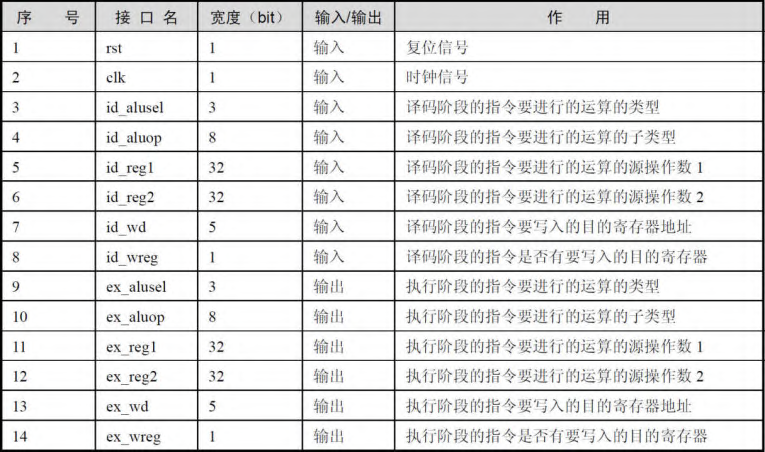 序 号 接 口 名 宽度（bit） 输入/输出 作 用
1 rst 1 输入 复位信号
2 clk 1 输入 时钟信号
3 id_alusel 3 输入 译码阶段的指令要进行的运算的类型
4 id_aluop 8 输入 译码阶段的指令要进行的运算的子类型
5 id_reg1 32 输入 译码阶段的指令要进行的运算的源操作数 1
6 id_reg2 32 输入 译码阶段的指令要进行的运算的源操作数 2
7 id_wd 5 输入 译码阶段的指令要写入的目的寄存器地址
8 id_wreg 1 输入 译码阶段的指令是否有要写入的目的寄存器
9 ex_alusel 3 输出 执行阶段的指令要进行的运算的类型
10 ex_aluop 8 输出 执行阶段的指令要进行的运算的子类型
11 ex_reg1 32 输出 执行阶段的指令要进行的运算的源操作数 1
12 ex_reg2 32 输出 执行阶段的指令要进行的运算的源操作数 2
13 ex_wd 5 输出 执行阶段的指令要写入的目的寄存器地址
14 ex_wreg 1 输出 执行阶段的指令是否有要写入的目的寄存器